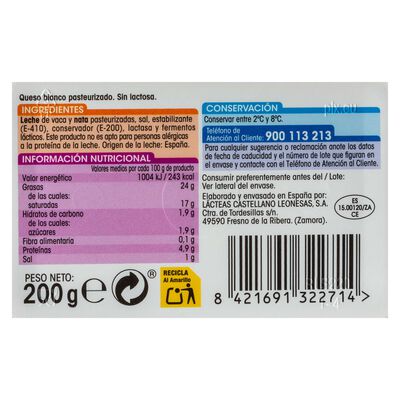 Queso blanco pasteurizado. Sin lactosa.
INGREDIENTES
Leche de vaca y nata pasteurizadas, sal, estabilizante
(E-410), conservador (E-200), lactasa y fermentos
lácticos. Este producto no es apto para personas alérgicas
a la proteína de la leche. Origen de la leche: España.
INFORMACIÓN NUTRICIONAL
Valores medios por cada 100 g de producto
Valor energético 1004 kJ / 243 kcal
Grasas 24 g
de las cuales:
saturadas 17 g
Hidratos de carbono 1,9 g
de los cuales:
azúcares 1,9 g
Fibra alimentaria 0,1 g
Proteínas 4,9 g
Sal 1 g
PESO NETO:
200 g e
RECICLA
Al Amarillo
CONSERVACIÓN
Conservar entre 2ºC y 8ºC.
Teléfono de
Atención al Cliente: 900 113 213
Para cualquier sugerencia o reclamación anote los datos
de fecha de caducidad y el número de lote que figuran en
el envase y contacte con el Teléfono de Atención al Cliente.
Consumir preferentemente antes del / Lote:
Ver lateral del envase.
Elaborado y envasado en España por:
LÁCTEAS CASTELLANO LEONESAS, S.A.
Ctra. de Tordesillas s/n
49590 Fresno de la Ribera. (Zamora).
ES
15.00120/ZA
CE
8 421691 322714